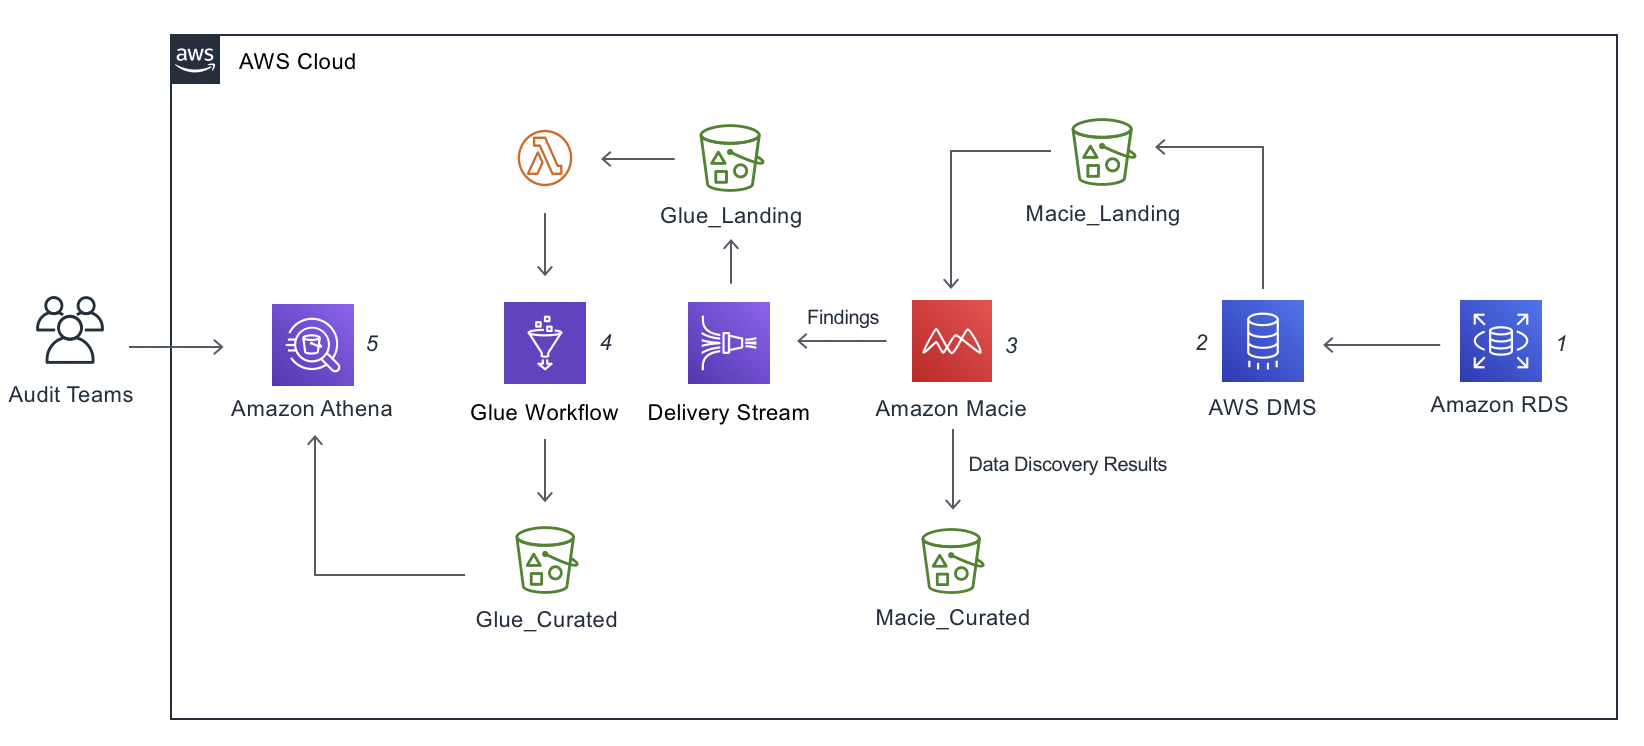 aws
AWS Cloud
Glue_Landing
Macie_Landing
Findings
5
4
3
2
1
Audit Teams
Amazon Athena
Glue Workflow
Delivery Stream
Amazon Macie
AWS DMS
Amazon RDS
Data Discovery Results
Glue_Curated
Macie_Curated